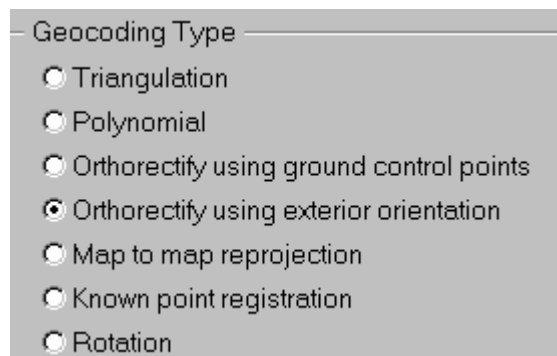 Geocoding Type
Triangulation
Polynomial
Orthorectify using ground control points
Orthorectify using exterior orientation
Map to map reprojection
Known point registration
Rotation